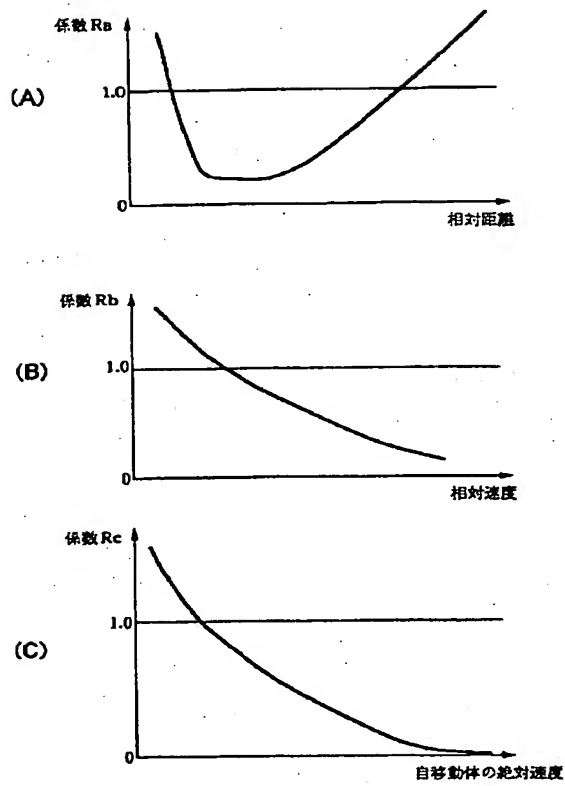 係数 Ra
(A)
1.0
0
相対距離
係数 Rb
(B)
1.0
0
相対速度
係数 Rc
(C)
1.0
0
自移動体の絶対速度